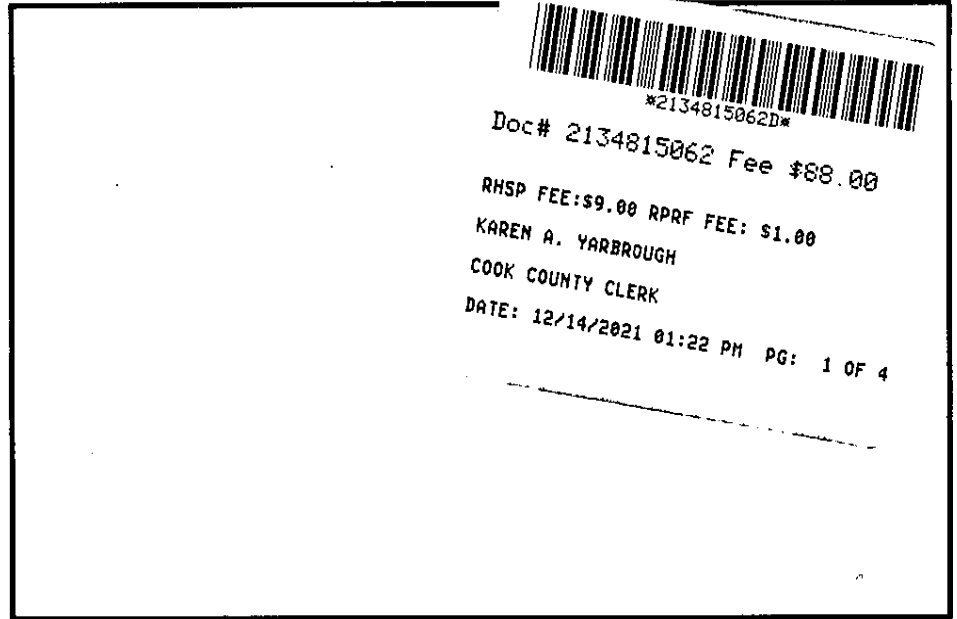 *2134815062D*
Doc# 2134815062 Fee $88.00
RHSP FEE:$9.00 RPRF FEE: $1.00
KAREN A. YARBROUGH
COOK COUNTY CLERK
DATE: 12/14/2021 01:22 PM PG: 1 OF 4